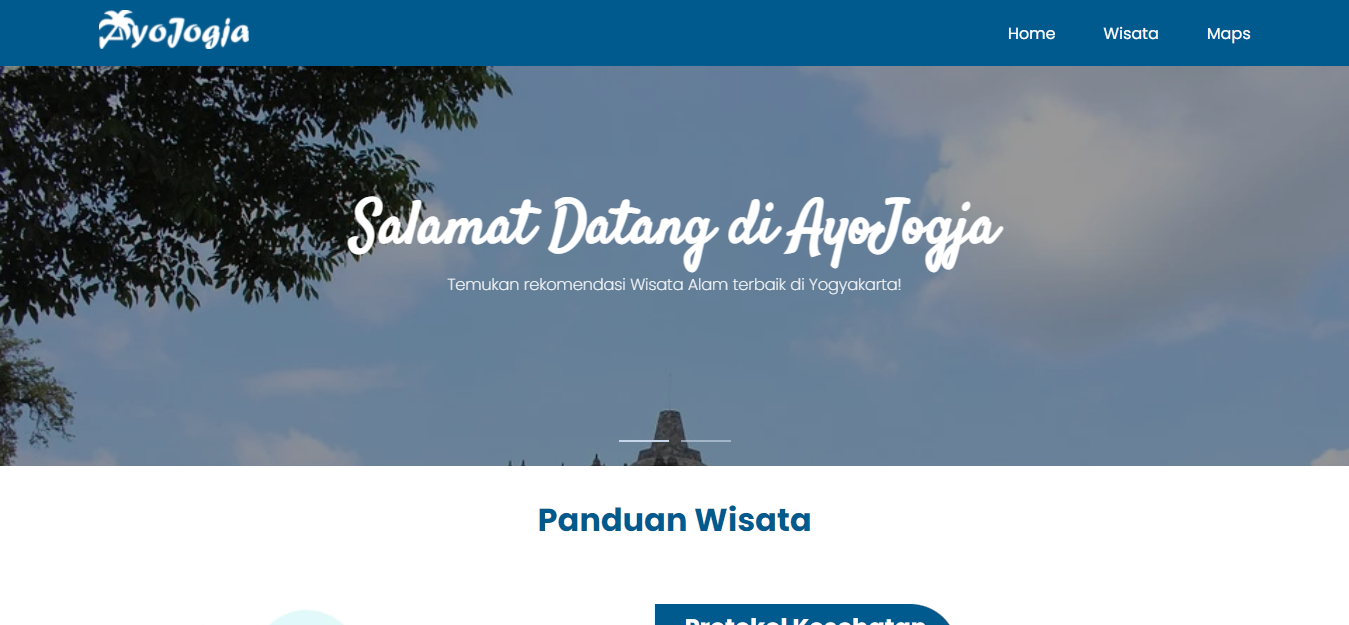 AyoJogja
Home
Wisata
Maps
Salamat Datang di AyoJogja
Temukan rekomendasi Wisata Alam terbaik di Yogyakarta!
Panduan Wisata
Protokol Kesehatan